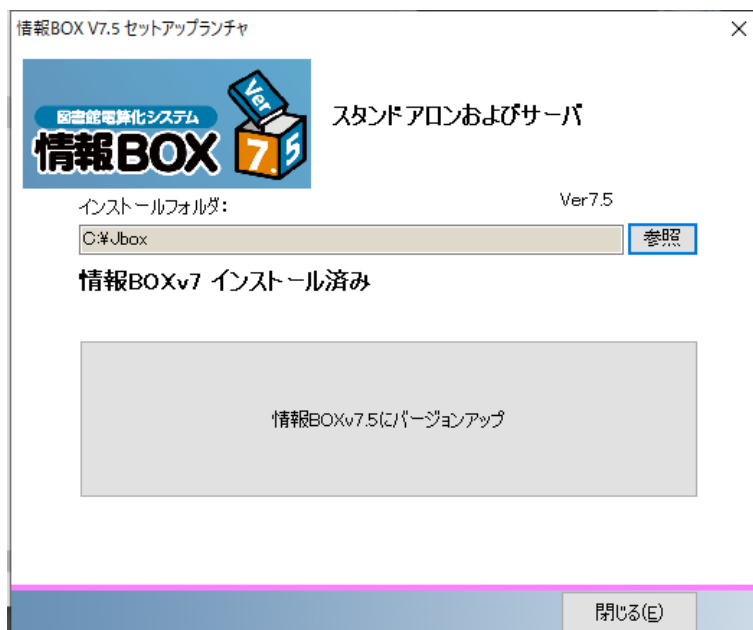 情報BOX V7.5 セットアップランチャ
Ver
図書館電算化システム
情報BOX
7.5
スタンドアロンおよびサーバ
インストールフォルダ:
Ver7.5
C:¥Jbox
参照
情報BOXv7 インストール済み
情報BOXv7.5にバージョンアップ
閉じる(E)